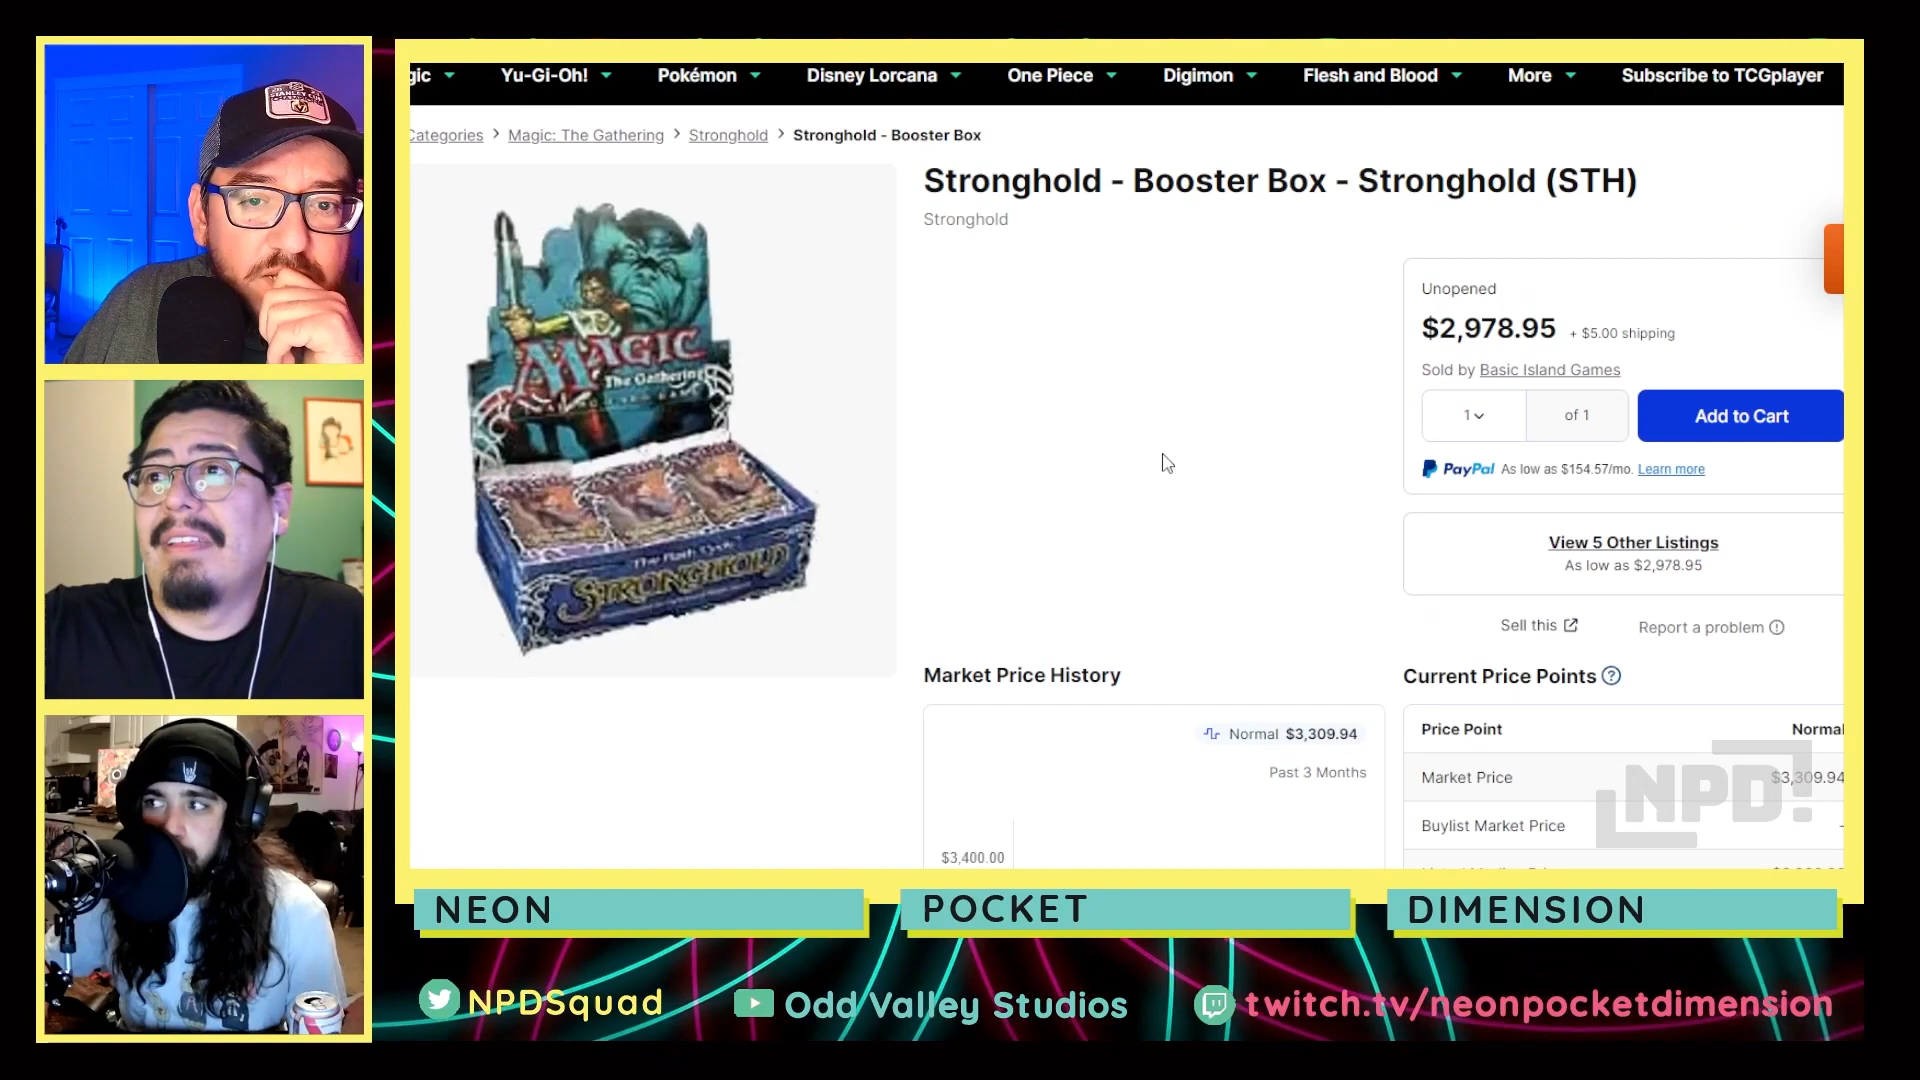 gic Yu-Gi-Oh! Pokémon Disney Lorcana One Piece Digimon Flesh and Blood More Subscribe to TCGplayer
Categories > Magic: The Gathering > Stronghold > Stronghold - Booster Box
Stronghold - Booster Box - Stronghold (STH)
Stronghold
Unopened
$2,978.95 + $5.00 shipping
Sold by Basic Island Games
1 of 1 Add to Cart
PayPal As low as $154.57/mo. Learn more
View 5 Other Listings
As low as $2,978.95
Sell this Report a problem
MAGIC
The Gathering
STRONGHOLD
Market Price History
Normal $3,309.94
Past 3 Months
$3,400.00
Current Price Points
Price Point Normal
Market Price $3,309.94
Buylist Market Price -
NPD!
NEON POCKET DIMENSION
NPDSquad Odd Valley Studios twitch.tv/neonpocketdimension